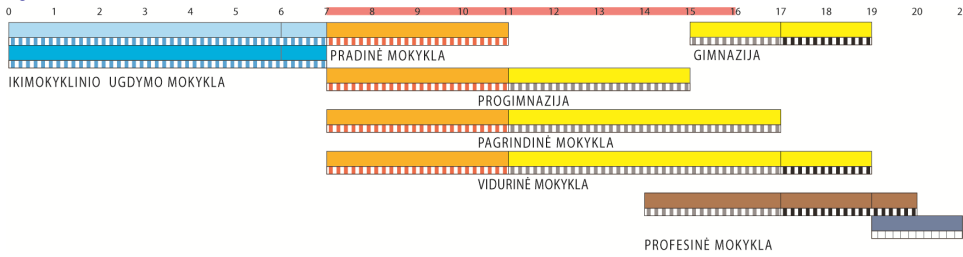 0 1 2 3 4 5 6 7 8 9 10 11 12 13 14 15 16 17 18 19 20 2
PRADINĖ MOKYKLA GIMNAZIJA
IKIMOKYKLINIO UGDYMO MOKYKLA
PROGIMNAZIJA
PAGRINDINĖ MOKYKLA
VIDURINĖ MOKYKLA
PROFESINĖ MOKYKLA